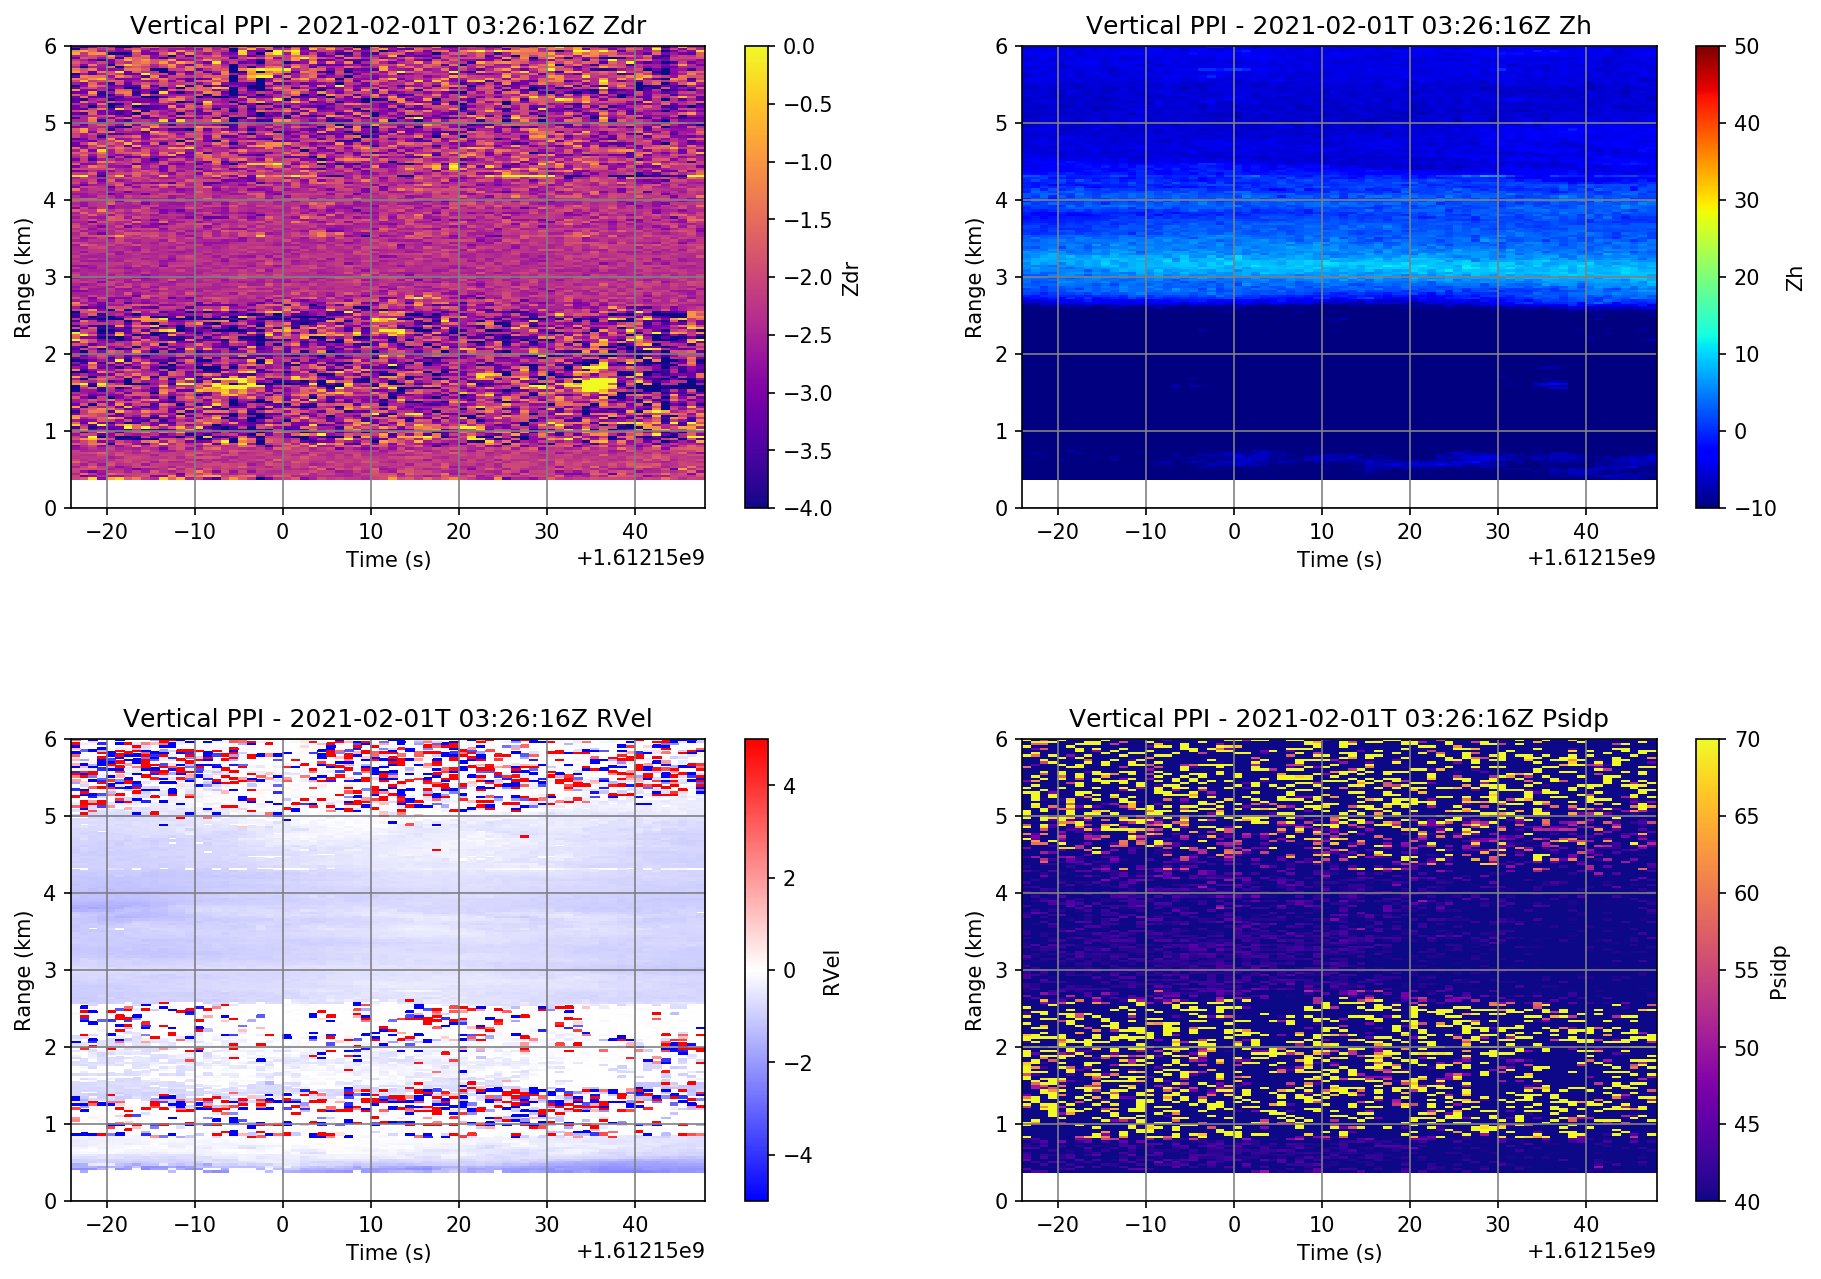 Vertical PPI - 2021-02-01T 03:26:16Z Zdr
6
5
4
3
2
1
0
Range (km)
−20 −10 0 10 20 30 40
Time (s)
+1.61215e9
0.0
−0.5
−1.0
−1.5
−2.0
−2.5
−3.0
−3.5
−4.0
Zdr
Vertical PPI - 2021-02-01T 03:26:16Z Zh
6
5
4
3
2
1
0
Range (km)
−20 −10 0 10 20 30 40
Time (s)
+1.61215e9
50
40
30
20
10
0
−10
Zh
Vertical PPI - 2021-02-01T 03:26:16Z RVel
6
5
4
3
2
1
0
Range (km)
−20 −10 0 10 20 30 40
Time (s)
+1.61215e9
4
2
0
−2
−4
RVel
Vertical PPI - 2021-02-01T 03:26:16Z Psidp
6
5
4
3
2
1
0
Range (km)
−20 −10 0 10 20 30 40
Time (s)
+1.61215e9
70
65
60
55
50
45
40
Psidp